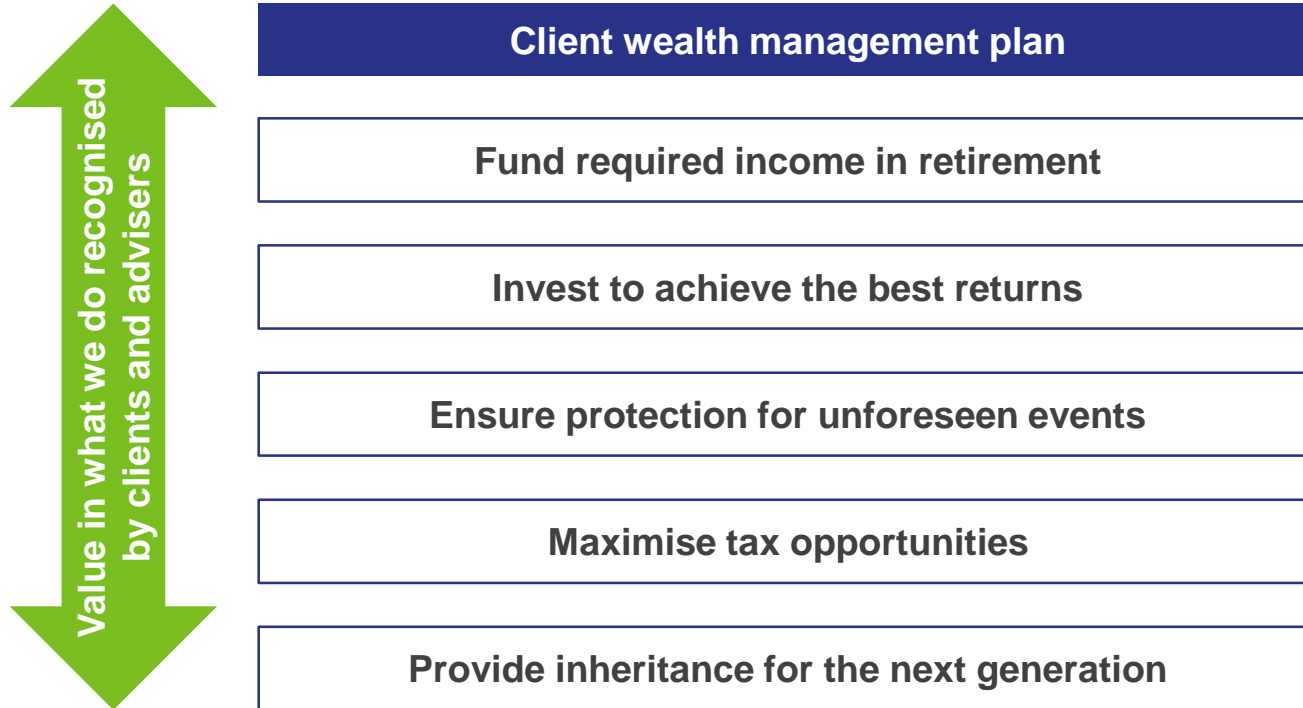 Value in what we do recognised
by clients and advisers
Client wealth management plan
Fund required income in retirement
Invest to achieve the best returns
Ensure protection for unforeseen events
Maximise tax opportunities
Provide inheritance for the next generation